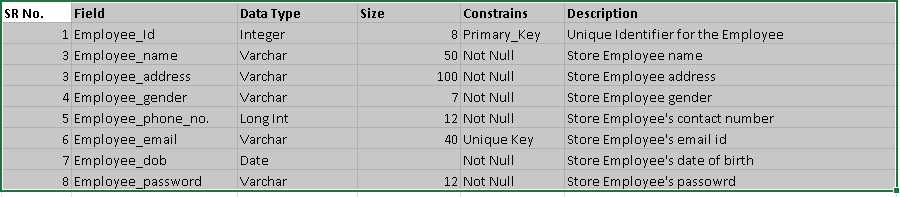 SR No. Field Data Type Size Constrains Description
1 Employee_Id Integer 8 Primary_Key Unique Identifier for the Employee
3 Employee_name Varchar 50 Not Null Store Employee name
3 Employee_address Varchar 100 Not Null Store Employee address
4 Employee_gender Varchar 7 Not Null Store Employee gender
5 Employee_phone_no. Long Int 12 Not Null Store Employee's contact number
6 Employee_email Varchar 40 Unique Key Store Employee's email id
7 Employee_dob Date Not Null Store Employee's date of birth
8 Employee_password Varchar 12 Not Null Store Employee's passowrd